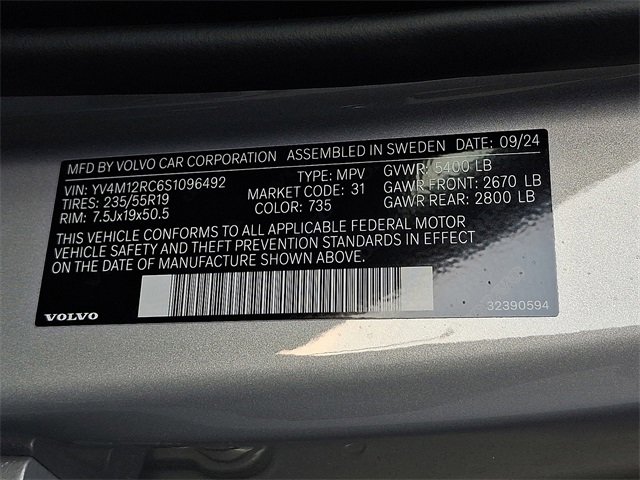 MFD BY VOLVO CAR CORPORATION ASSEMBLED IN SWEDEN DATE: 09/24
VIN: YV4M12RC6S1096492 TYPE: MPV GVWR: 5400 LB
TIRES: 235/55R19 MARKET CODE: 31 GAWR FRONT: 2670 LB
RIM: 7.5Jx19x50.5 COLOR: 735 GAWR REAR: 2800 LB
THIS VEHICLE CONFORMS TO ALL APPLICABLE FEDERAL MOTOR
VEHICLE SAFETY AND THEFT PREVENTION STANDARDS IN EFFECT
ON THE DATE OF MANUFACTURE SHOWN ABOVE.
VOLVO 32390594